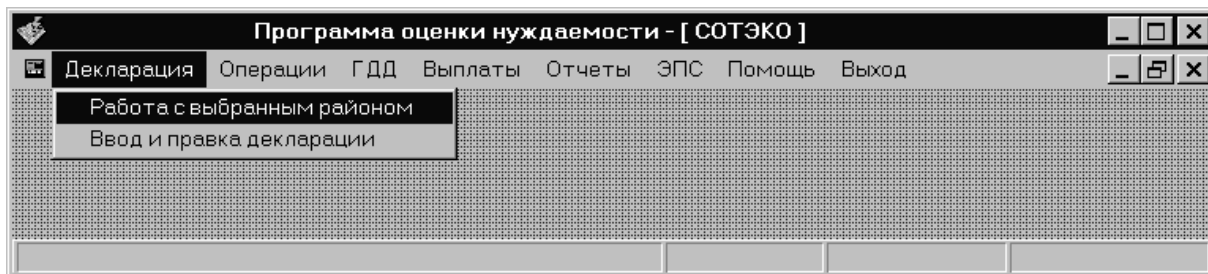 Программа оценки нуждаемости - [ СОТЭКО ]
Декларация Операции ГДД Выплаты Отчеты ЭПС Помощь Выход
Работа с выбранным районом
Ввод и правка декларации